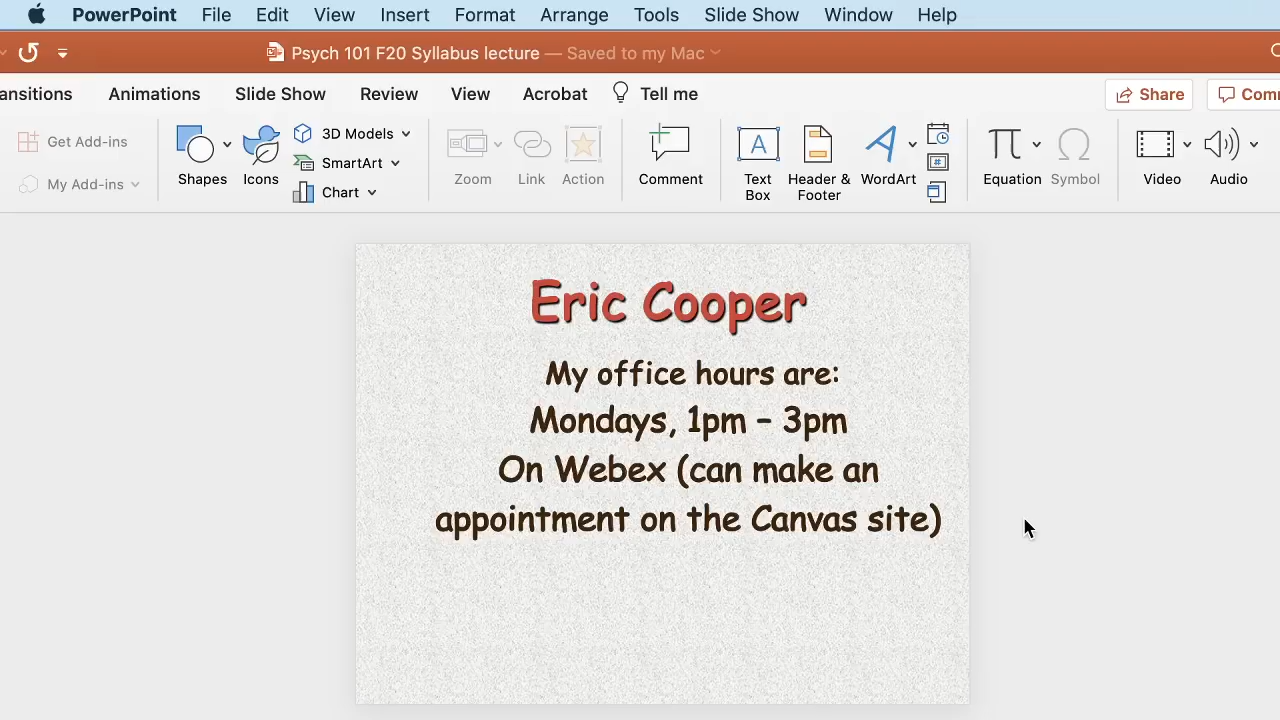 PowerPoint File Edit View Insert Format Arrange Tools Slide Show Window Help
Psych 101 F20 Syllabus lecture — Saved to my Mac
ansitions Animations Slide Show Review View Acrobat Tell me Share Comm
Get Add-ins
My Add-ins
Shapes
Icons
3D Models
SmartArt
Chart
Zoom
Link
Action
Comment
Text
Box
Header &
Footer
WordArt
Equation
Symbol
Video
Audio
Eric Cooper
My office hours are:
Mondays, 1pm – 3pm
On Webex (can make an
appointment on the Canvas site)